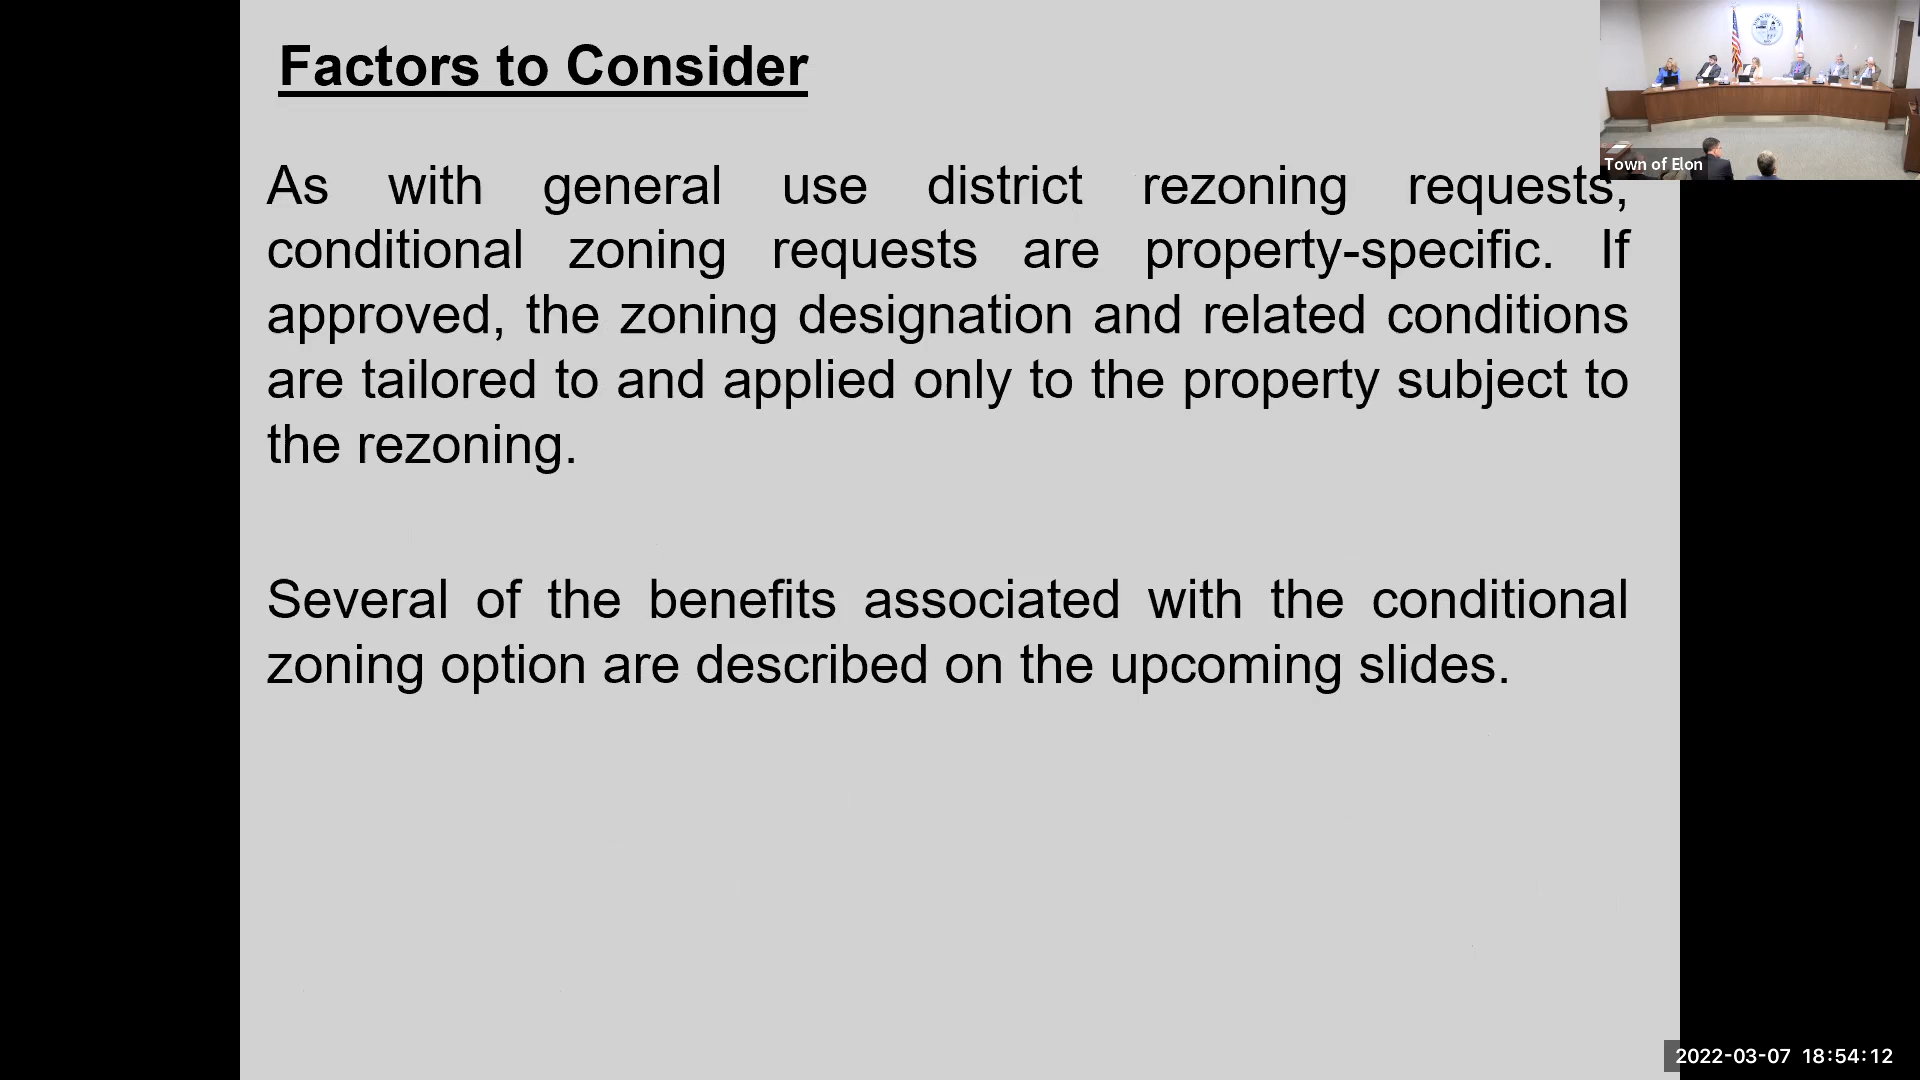 Factors to Consider
As with general use district rezoning requests,
conditional zoning requests are property-specific. If
approved, the zoning designation and related conditions
are tailored to and applied only to the property subject to
the rezoning.
Several of the benefits associated with the conditional
zoning option are described on the upcoming slides.
Town of Elon
2022-03-07 18:54:12